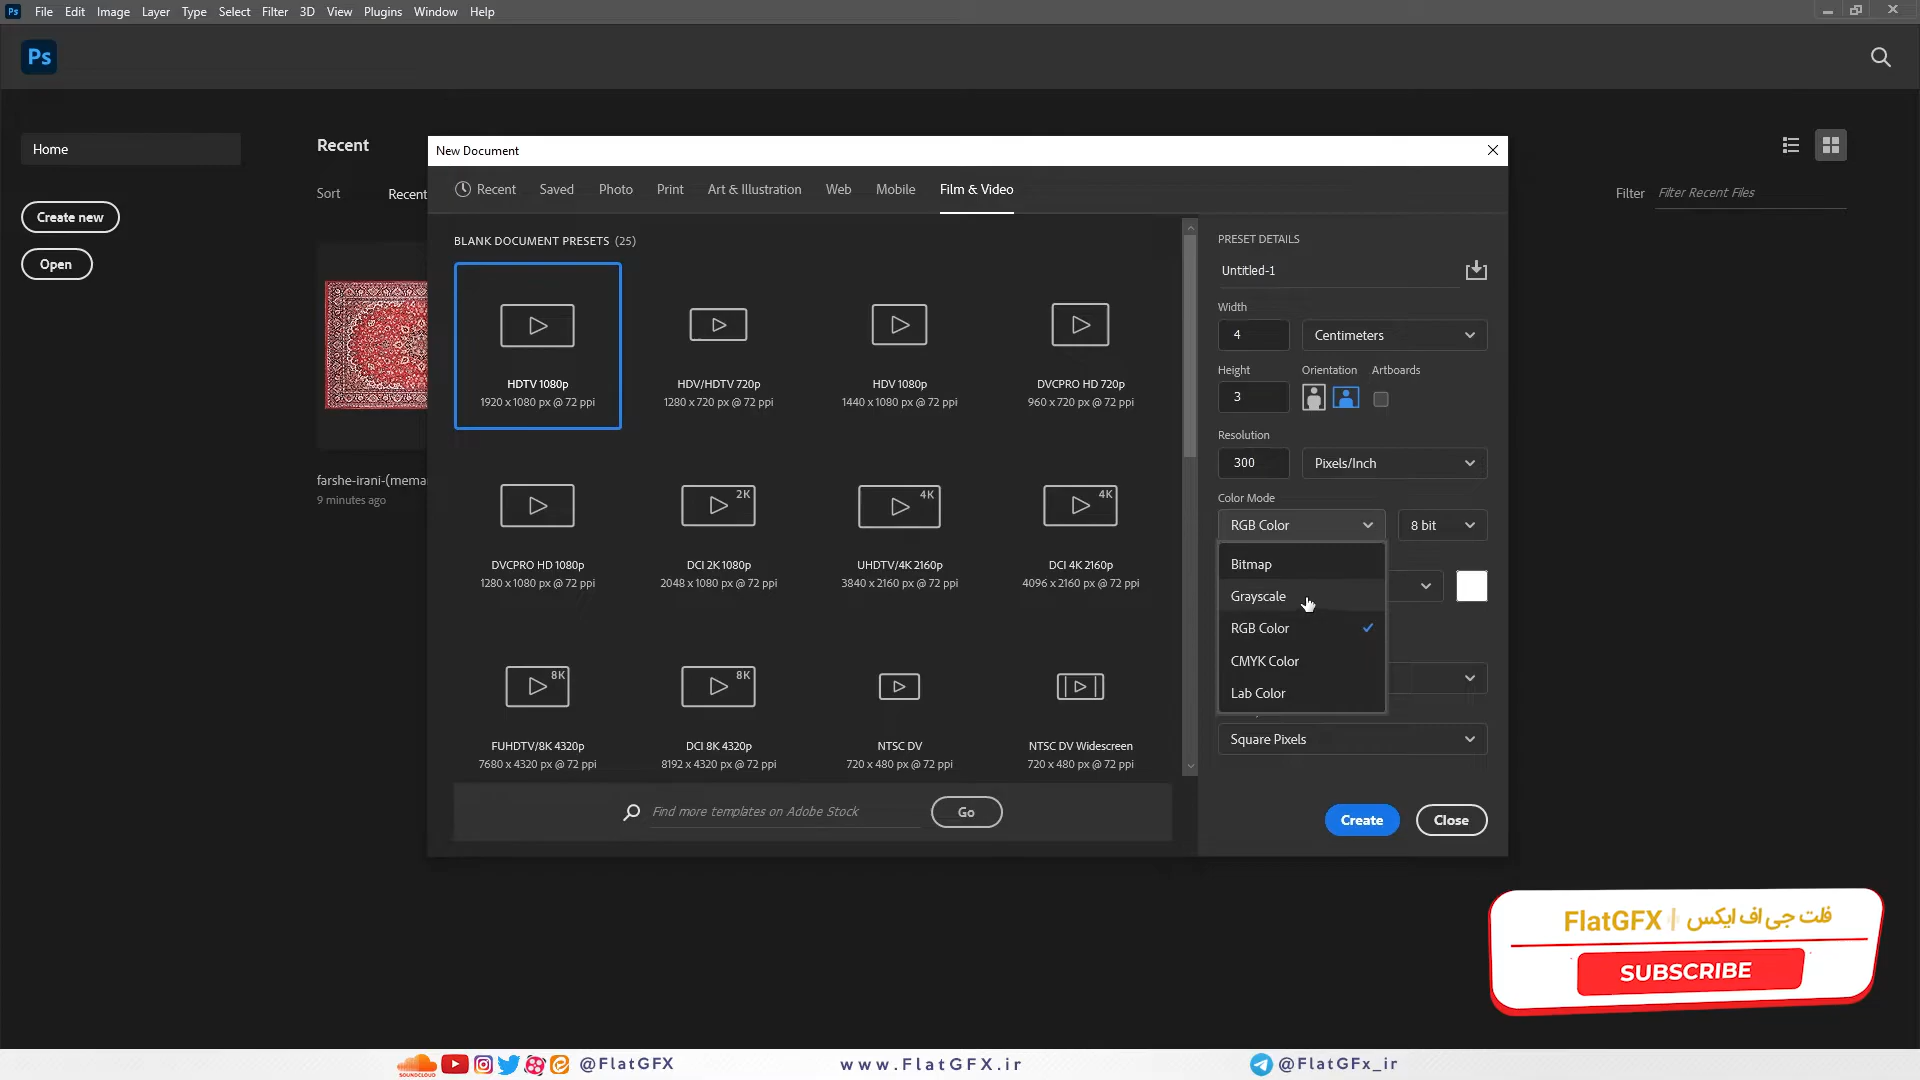 Ps File Edit Image Layer Type Select Filter 3D View Plugins Window Help
Ps
Home
Create new
Open
Recent
Sort Recent
Filter Filter Recent Files
farshe-irani-(mema
9 minutes ago
New Document
Recent Saved Photo Print Art & Illustration Web Mobile Film & Video
BLANK DOCUMENT PRESETS (25)
HDTV 1080p
1920 x 1080 px @ 72 ppi
HDV/HDTV 720p
1280 x 720 px @ 72 ppi
HDV 1080p
1440 x 1080 px @ 72 ppi
DVCPRO HD 720p
960 x 720 px @ 72 ppi
DVCPRO HD 1080p
1280 x 1080 px @ 72 ppi
2K
DCI 2K 1080p
2048 x 1080 px @ 72 ppi
4K
UHDTV/4K 2160p
3840 x 2160 px @ 72 ppi
4K
DCI 4K 2160p
4096 x 2160 px @ 72 ppi
8K
FUHDTV/8K 4320p
7680 x 4320 px @ 72 ppi
8K
DCI 8K 4320p
8192 x 4320 px @ 72 ppi
NTSC DV
720 x 480 px @ 72 ppi
NTSC DV Widescreen
720 x 480 px @ 72 ppi
Find more templates on Adobe Stock
Go
PRESET DETAILS
Untitled-1
Width
4 Centimeters
Height Orientation Artboards
3
Resolution
300 Pixels/Inch
Color Mode
RGB Color 8 bit
Bitmap
Grayscale
RGB Color
CMYK Color
Lab Color
Square Pixels
Create Close
FlatGFX | فلت جی اف ایکس
SUBSCRIBE
SOUNDCLOUD @FlatGFX www.FlatGFX.ir @FlatGFx_ir